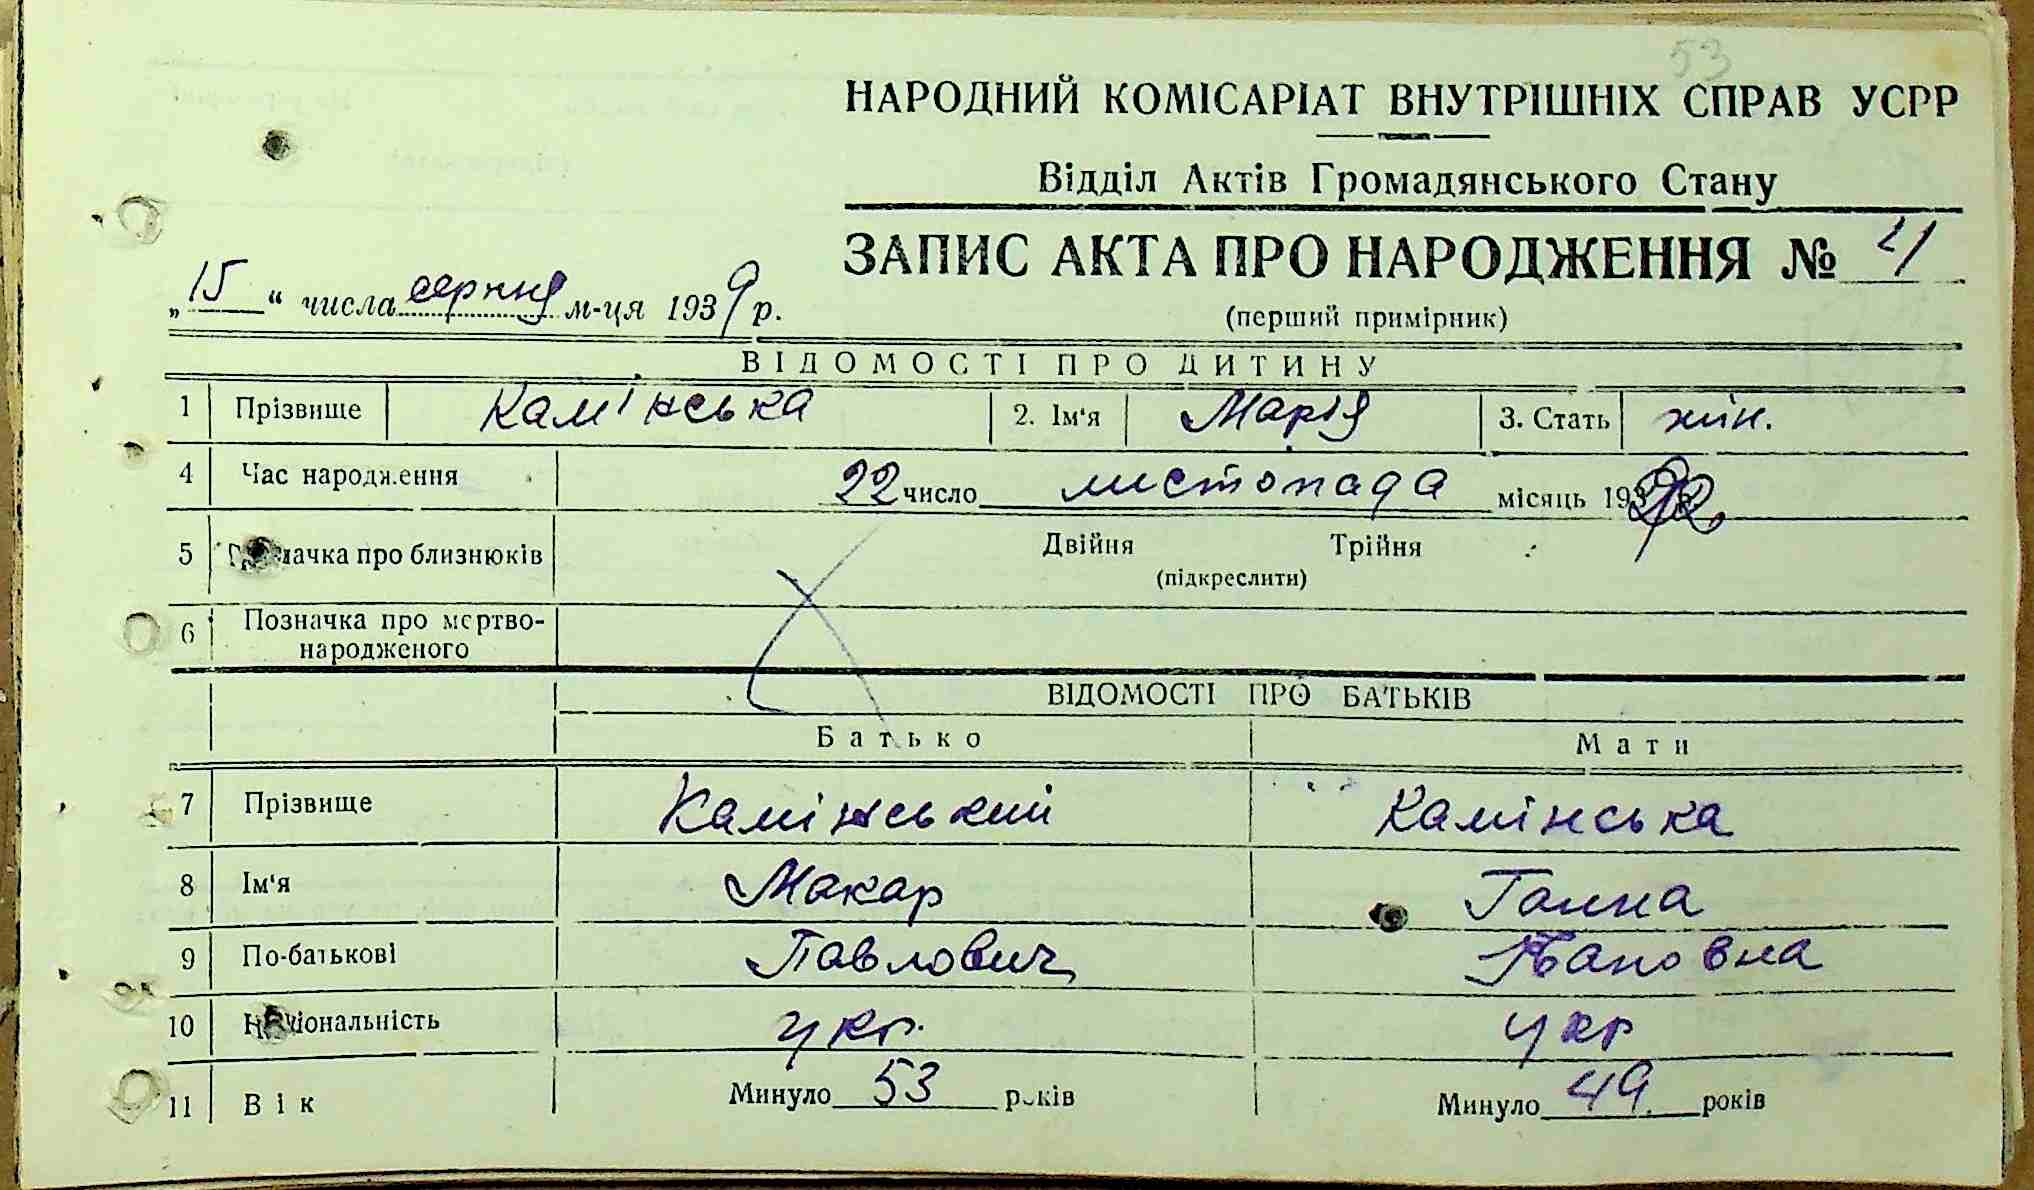 53
НАРОДНИЙ КОМІСАРІАТ ВНУТРІШНІХ СПРАВ УСРР
Відділ Актів Громадянського Стану
ЗАПИС АКТА ПРО НАРОДЖЕННЯ № 21
„15“ числа серпня м-ця 1939 р.
(перший примірник)
ВІДОМОСТІ ПРО ДИТИНУ
1 Прізвище Камінська 2. Ім'я Марія 3. Стать жін.
4 Час народження 22 число листопада місяць
5 Позначка про близнюків Двійня Трійня
(підкреслити)
6 Позначка про мертво-
народженого
ВІДОМОСТІ ПРО БАТЬКІВ
Батько Мати
7 Прізвище Камінський Камінська
8 Ім'я Макар Ганна
9 По-батькові Павлович
10 Національність укр. укр
11 Вік Минуло 53 років Минуло 49 років